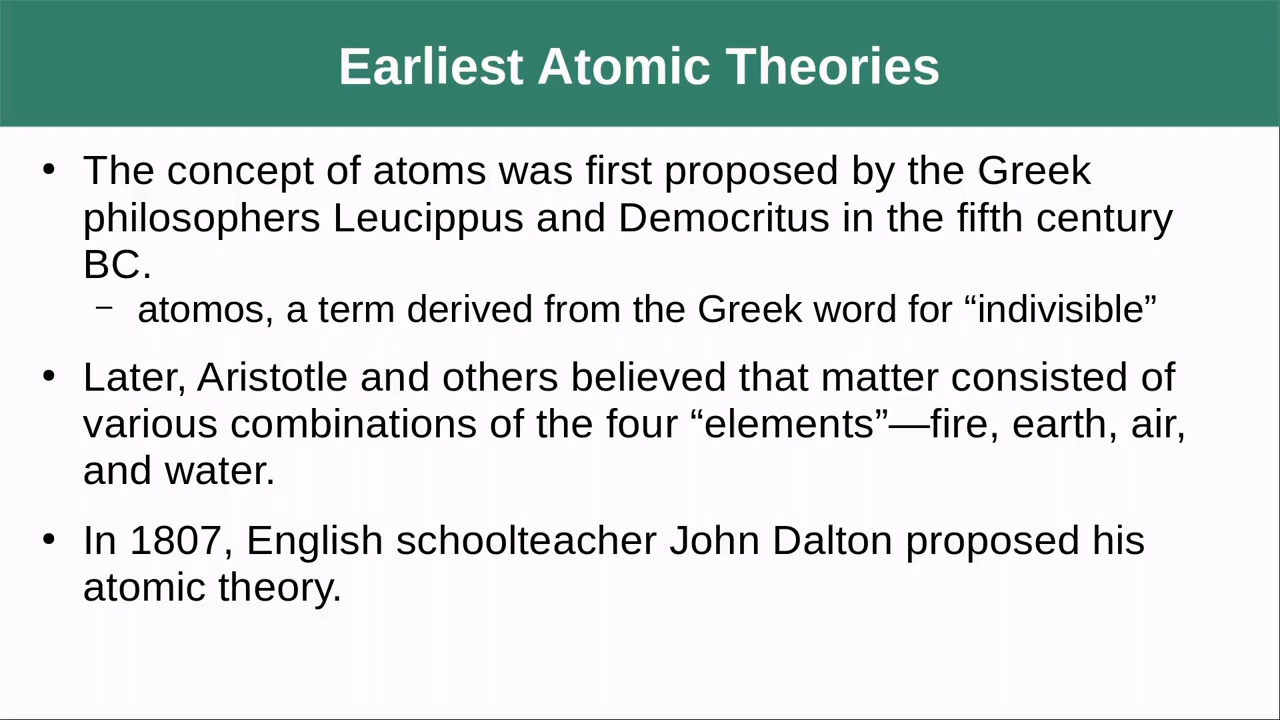 Earliest Atomic Theories
• The concept of atoms was first proposed by the Greek
philosophers Leucippus and Democritus in the fifth century
BC.
– atomos, a term derived from the Greek word for “indivisible”
• Later, Aristotle and others believed that matter consisted of
various combinations of the four “elements”—fire, earth, air,
and water.
• In 1807, English schoolteacher John Dalton proposed his
atomic theory.